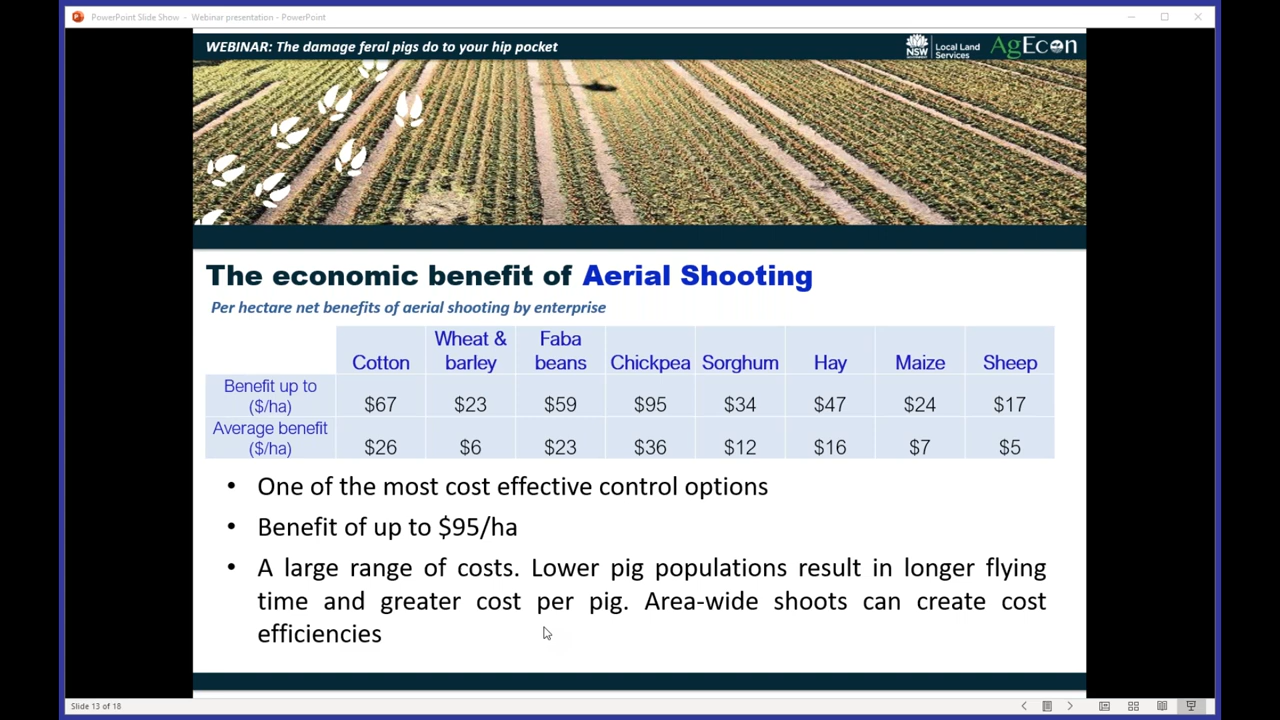 PowerPoint Slide Show - Webinar presentation - PowerPoint
WEBINAR: The damage feral pigs do to your hip pocket
NSW
Local Land
Services
AgEcon
The economic benefit of Aerial Shooting
Per hectare net benefits of aerial shooting by enterprise
Cotton Wheat & barley Faba beans Chickpea Sorghum Hay Maize Sheep
Benefit up to ($/ha) $67 $23 $59 $95 $34 $47 $24 $17
Average benefit ($/ha) $26 $6 $23 $36 $12 $16 $7 $5
• One of the most cost effective control options
• Benefit of up to $95/ha
• A large range of costs. Lower pig populations result in longer flying
time and greater cost per pig. Area-wide shoots can create cost
efficiencies
Slide 13 of 18